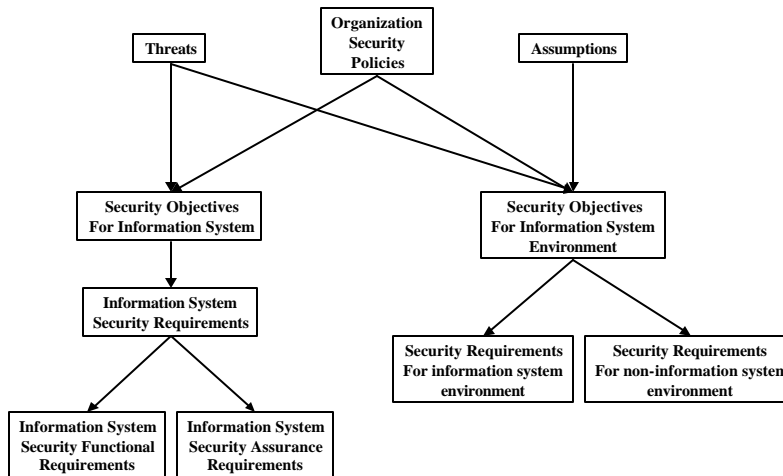 Threats
Organization
Security
Policies
Assumptions
Security Objectives
For Information System
Security Objectives
For Information System
Environment
Information System
Security Requirements
Security Requirements
For information system
environment
Security Requirements
For non-information system
environment
Information System
Security Functional
Requirements
Information System
Security Assurance
Requirements